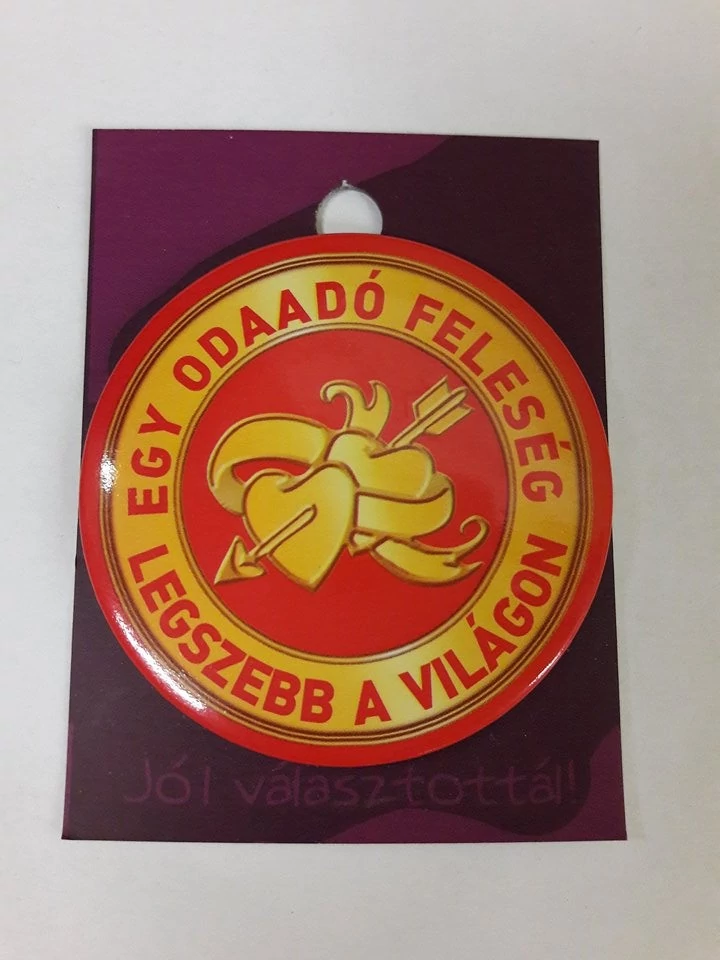 EGY ODAADÓ FELESÉG
LEGSZEBB A VILÁGON
Jól választottál!